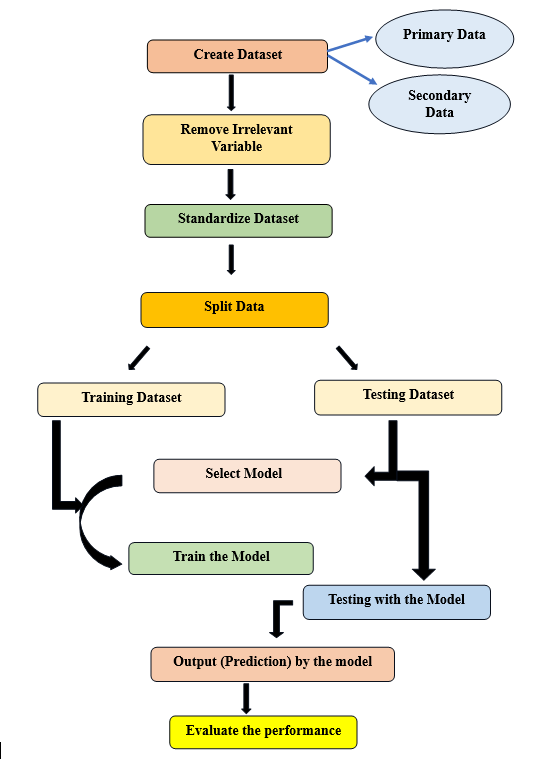 Primary Data
Create Dataset
Secondary
Data
Remove Irrelevant
Variable
Standardize Dataset
Split Data
Training Dataset
Testing Dataset
Select Model
Train the Model
Testing with the Model
Output (Prediction) by the model
Evaluate the performance